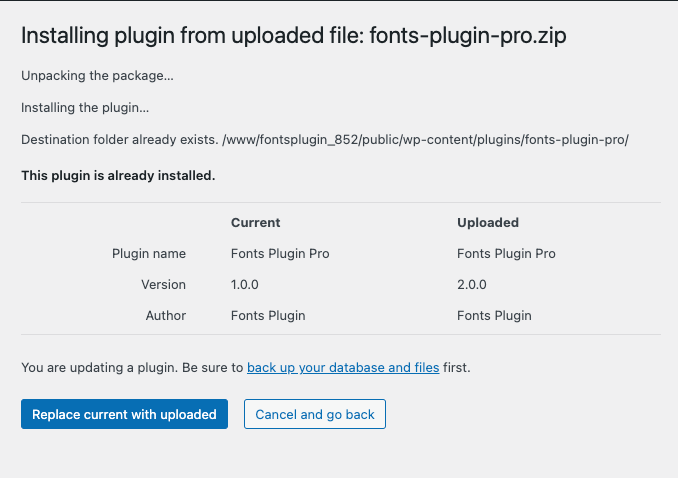 Installing plugin from uploaded file: fonts-plugin-pro.zip
Unpacking the package…
Installing the plugin…
Destination folder already exists. /www/fontsplugin_852/public/wp-content/plugins/fonts-plugin-pro/
This plugin is already installed.
Current Uploaded
Plugin name Fonts Plugin Pro Fonts Plugin Pro
Version 1.0.0 2.0.0
Author Fonts Plugin Fonts Plugin
You are updating a plugin. Be sure to back up your database and files first.
Replace current with uploaded Cancel and go back